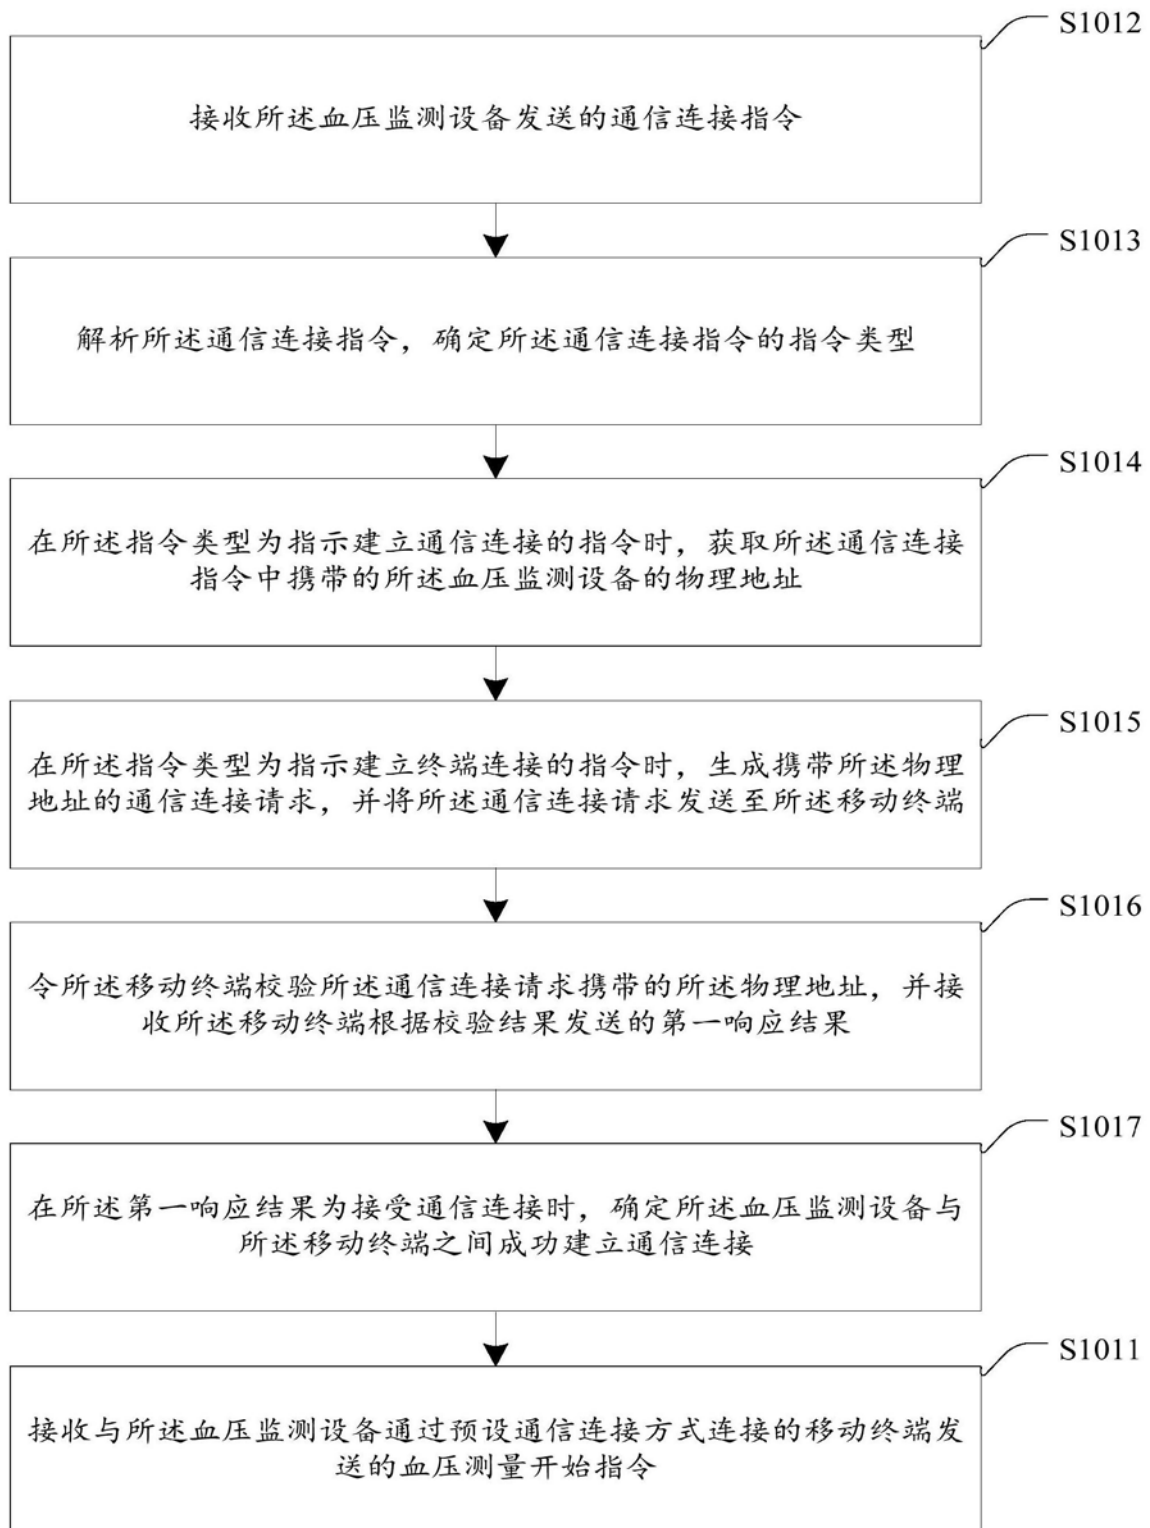 S1012
接收所述血压监测设备发送的通信连接指令
S1013
解析所述通信连接指令，确定所述通信连接指令的指令类型
S1014
在所述指令类型为指示建立通信连接的指令时，获取所述通信连接
指令中携带的所述血压监测设备的物理地址
S1015
在所述指令类型为指示建立终端连接的指令时，生成携带所述物理
地址的通信连接请求，并将所述通信连接请求发送至所述移动终端
S1016
令所述移动终端校验所述通信连接请求携带的所述物理地址，并接
收所述移动终端根据校验结果发送的第一响应结果
S1017
在所述第一响应结果为接受通信连接时，确定所述血压监测设备与
所述移动终端之间成功建立通信连接
S1011
接收与所述血压监测设备通过预设通信连接方式连接的移动终端发
送的血压测量开始指令